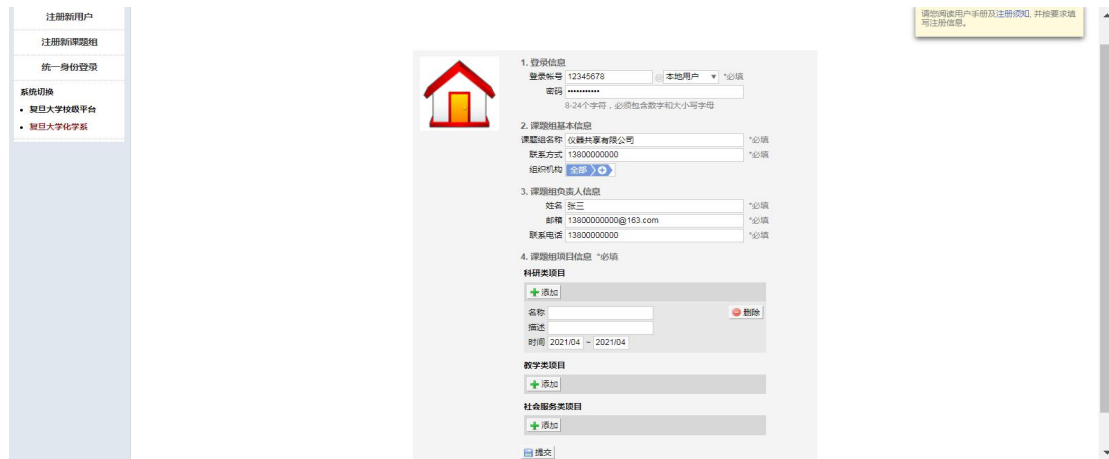 注册新用户
注册新课题组
统一身份登录
系统切换
• 复旦大学校级平台
• 复旦大学化学系
请您阅读用户手册及注册须知, 并按要求填
写注册信息。
1. 登录信息
登录帐号 12345678 @ 本地用户 ▼ *必填
密码 •••••••••••
8-24个字符，必须包含数字和大小写字母
2. 课题组基本信息
课题组名称 仪器共享有限公司 *必填
联系方式 13800000000 *必填
组织机构 全部
3. 课题组负责人信息
姓名 张三 *必填
邮箱 13800000000@163.com *必填
联系电话 13800000000 *必填
4. 课题组项目信息 *必填
科研类项目
添加
名称 删除
描述
时间 2021/04 ~ 2021/04
教学类项目
添加
社会服务类项目
添加
提交